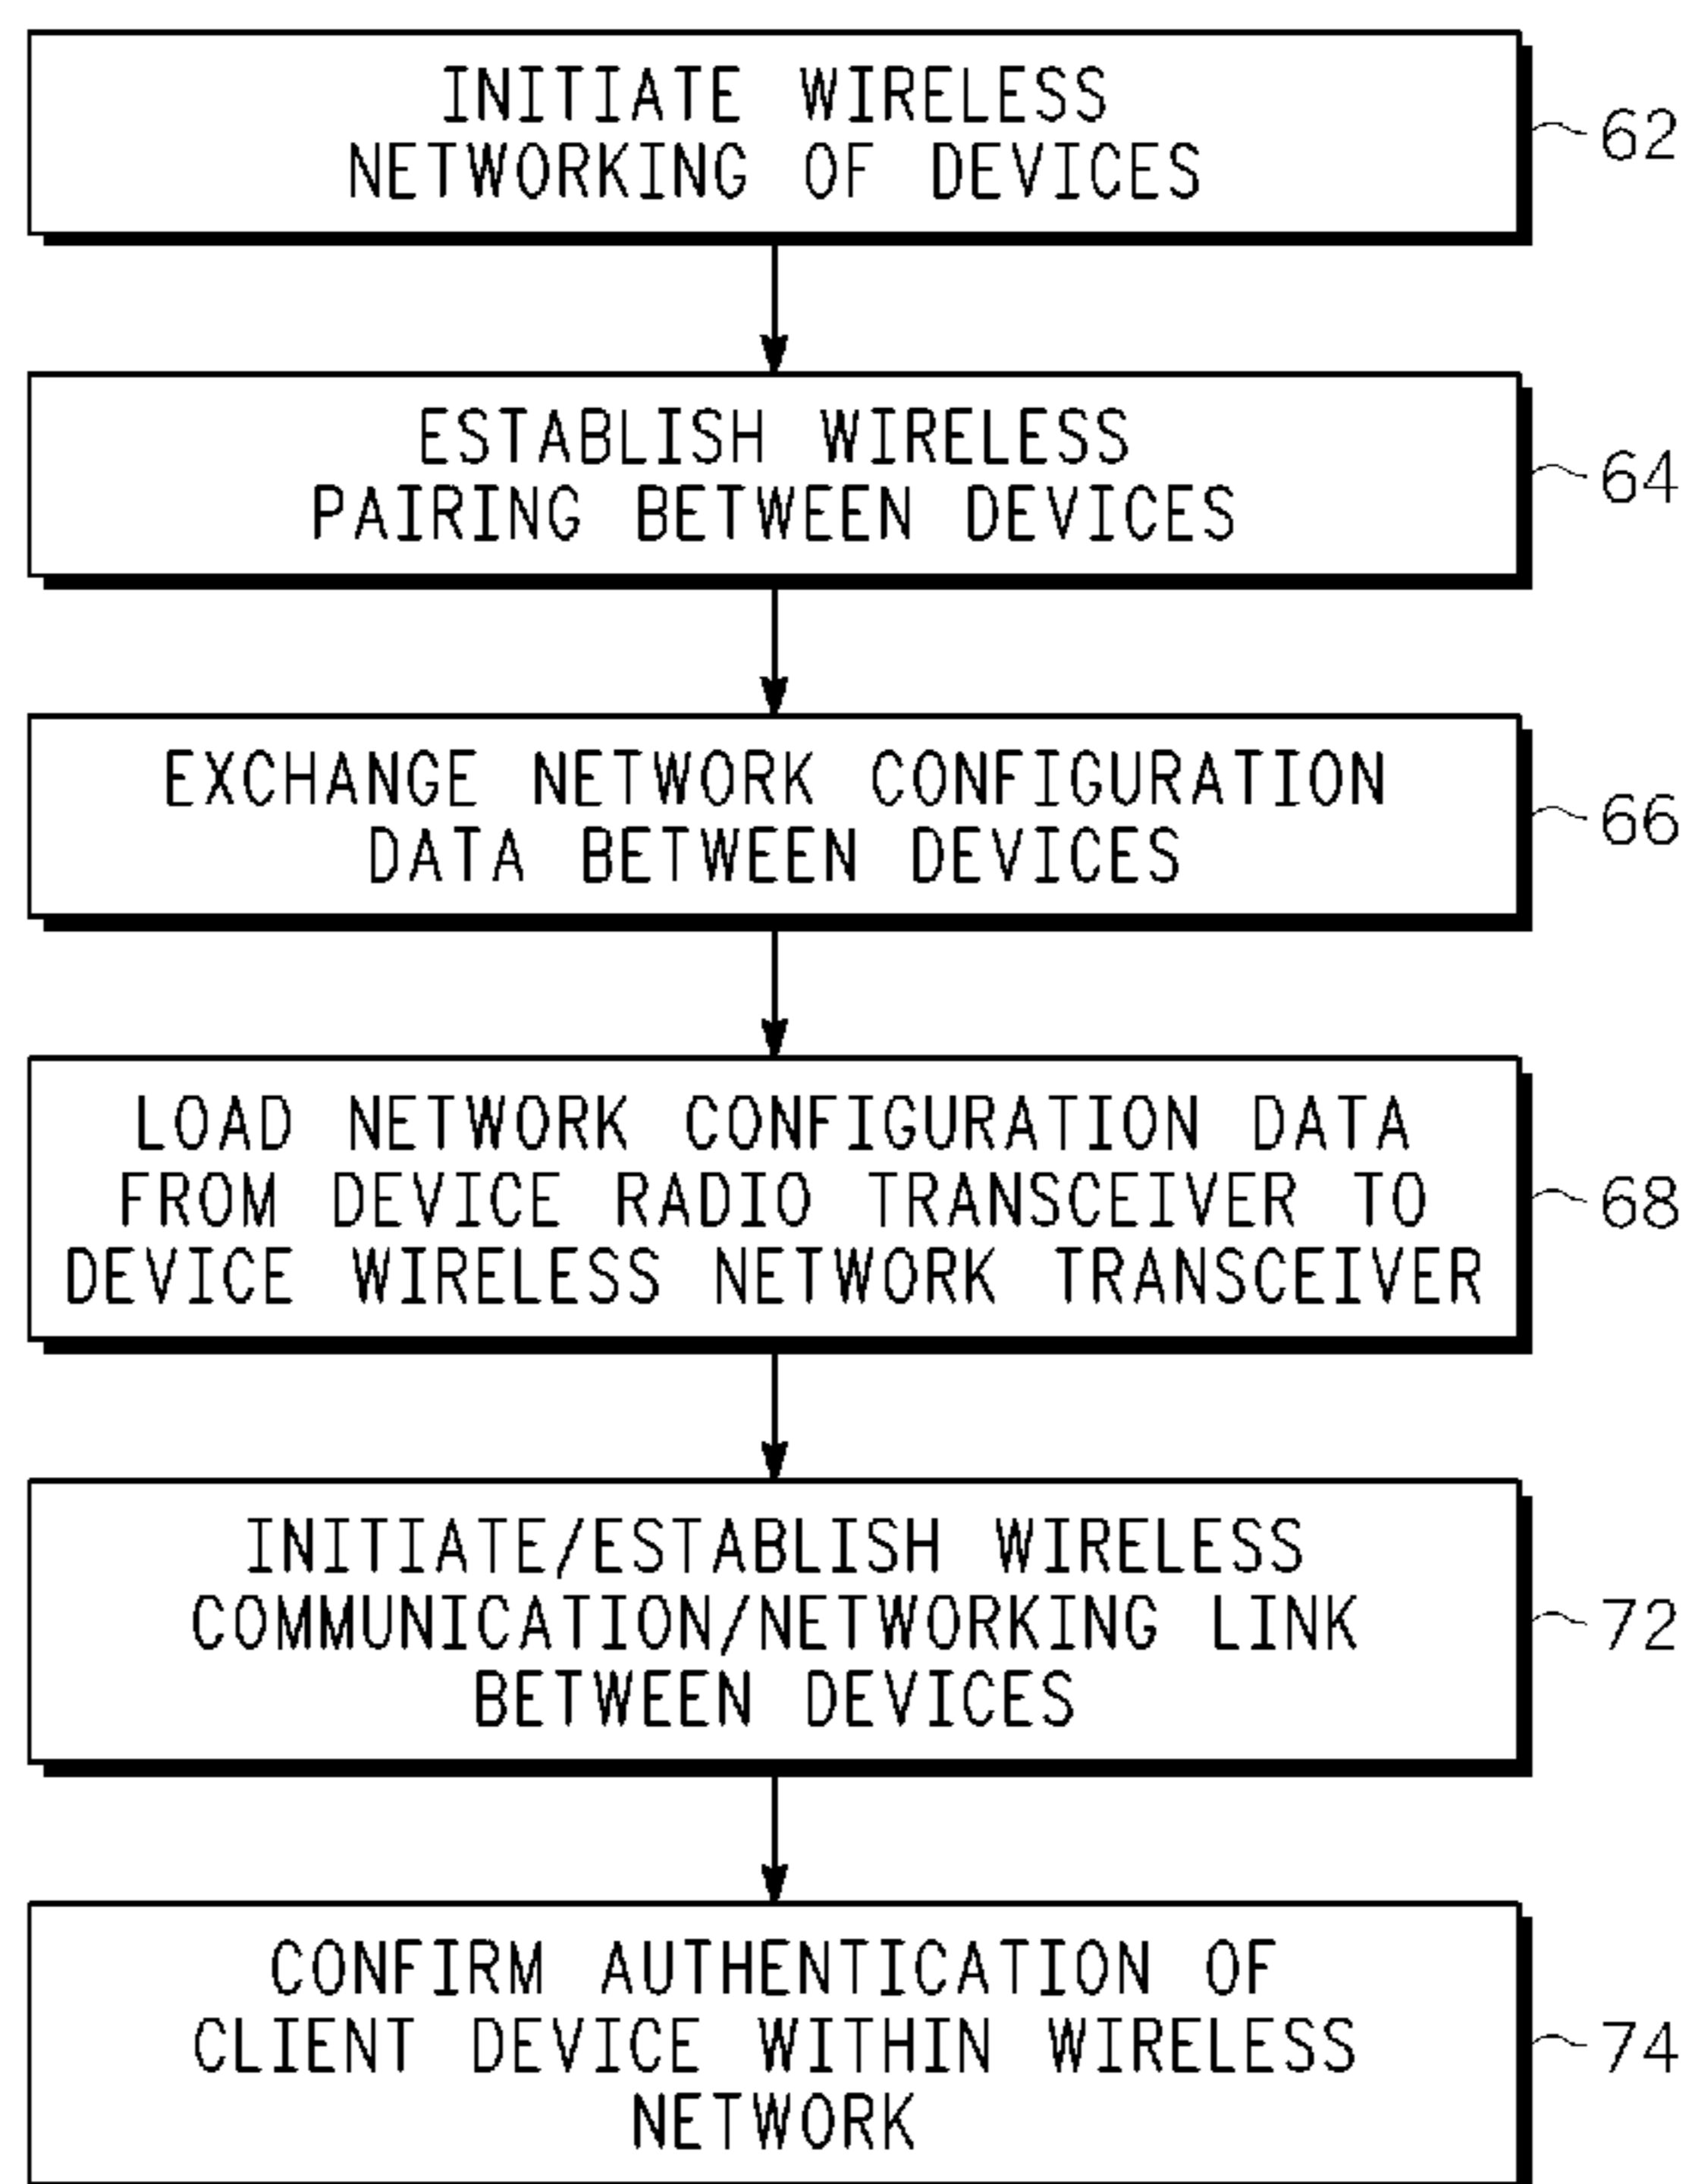 INITIATE WIRELESS
NETWORKING OF DEVICES
62
ESTABLISH WIRELESS
PAIRING BETWEEN DEVICES
64
EXCHANGE NETWORK CONFIGURATION
DATA BETWEEN DEVICES
66
LOAD NETWORK CONFIGURATION DATA
FROM DEVICE RADIO TRANSCEIVER TO
DEVICE WIRELESS NETWORK TRANSCEIVER
68
INITIATE/ESTABLISH WIRELESS
COMMUNICATION/NETWORKING LINK
BETWEEN DEVICES
72
CONFIRM AUTHENTICATION OF
CLIENT DEVICE WITHIN WIRELESS
NETWORK
74